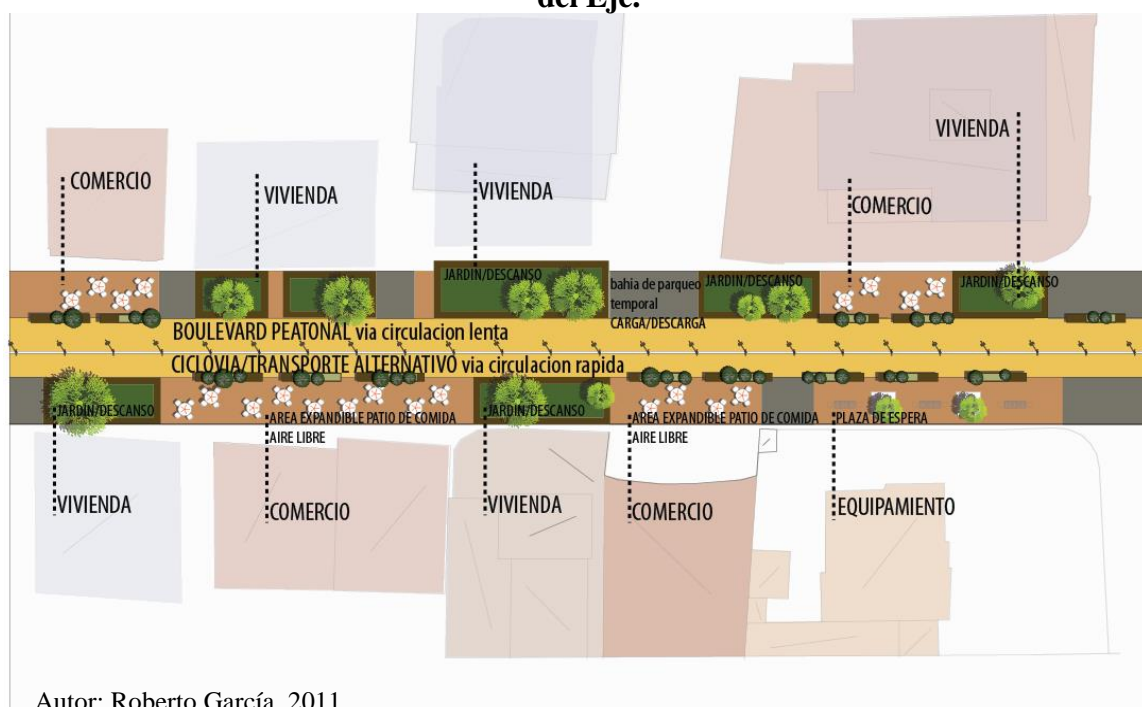 del Eje.
VIVIENDA
COMERCIO
VIVIENDA
VIVIENDA
COMERCIO
JARDIN/DESCANSO
bahia de parqueo
temporal
CARGA/DESCARGA
JARDIN/DESCANSO
JARDIN/DESCANSO
BOULEVARD PEATONAL via circulacion lenta
CICLOVIA/TRANSPORTE ALTERNATIVO via circulacion rapida
JARDIN/DESCANSO
AREA EXPANDIBLE PATIO DE COMIDA
AIRE LIBRE
JARDIN/DESCANSO
AREA EXPANDIBLE PATIO DE COMIDA
AIRE LIBRE
PLAZA DE ESPERA
VIVIENDA
COMERCIO
VIVIENDA
COMERCIO
EQUIPAMIENTO
Autor: Roberto García, 2011